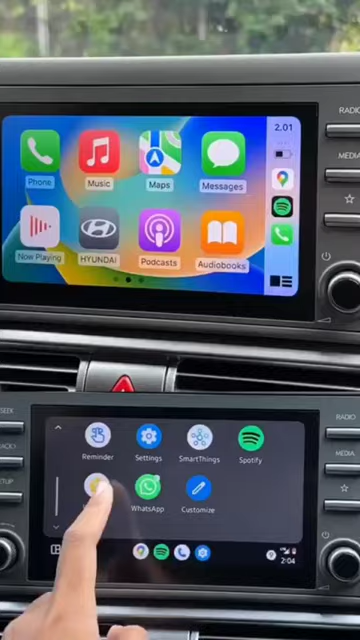 2.01
RADIO
Phone
Music
Maps
Messages
MEDIA
Now Playing
HYUNDAI
Podcasts
Audiobooks
SEEK
RADIO
Reminder
Settings
SmartThings
Spotify
MEDIA
SETUP
WhatsApp
Customize
2:04